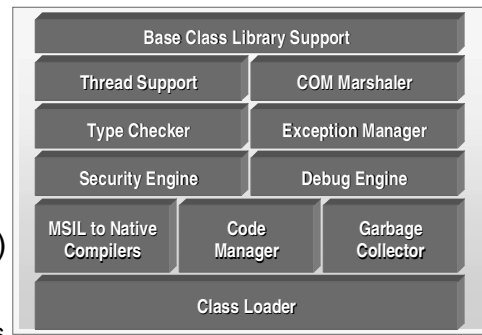 Base Class Library Support
Thread Support
COM Marshaler
Type Checker
Exception Manager
Security Engine
Debug Engine
MSIL to Native
Compilers
Code
Manager
Garbage
Collector
)
Class Loader
s